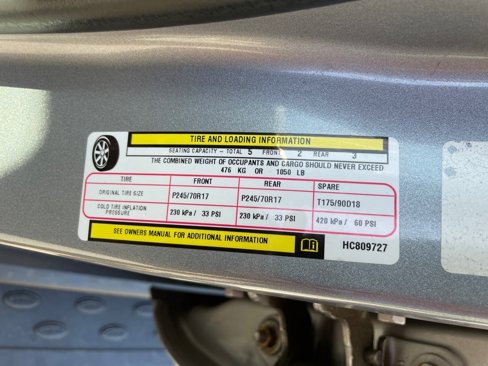 TIRE AND LOADING INFORMATION
SEATING CAPACITY - TOTAL 5 FRONT 2 REAR 3
THE COMBINED WEIGHT OF OCCUPANTS AND CARGO SHOULD NEVER EXCEED
476 KG OR 1050 LB
TIRE FRONT REAR SPARE
ORIGINAL TIRE SIZE P245/70R17 P245/70R17 T175/90D18
COLD TIRE INFLATION PRESSURE 230 kPa / 33 PSI 230 kPa / 33 PSI 420 kPa / 60 PSI
SEE OWNERS MANUAL FOR ADDITIONAL INFORMATION
HC809727